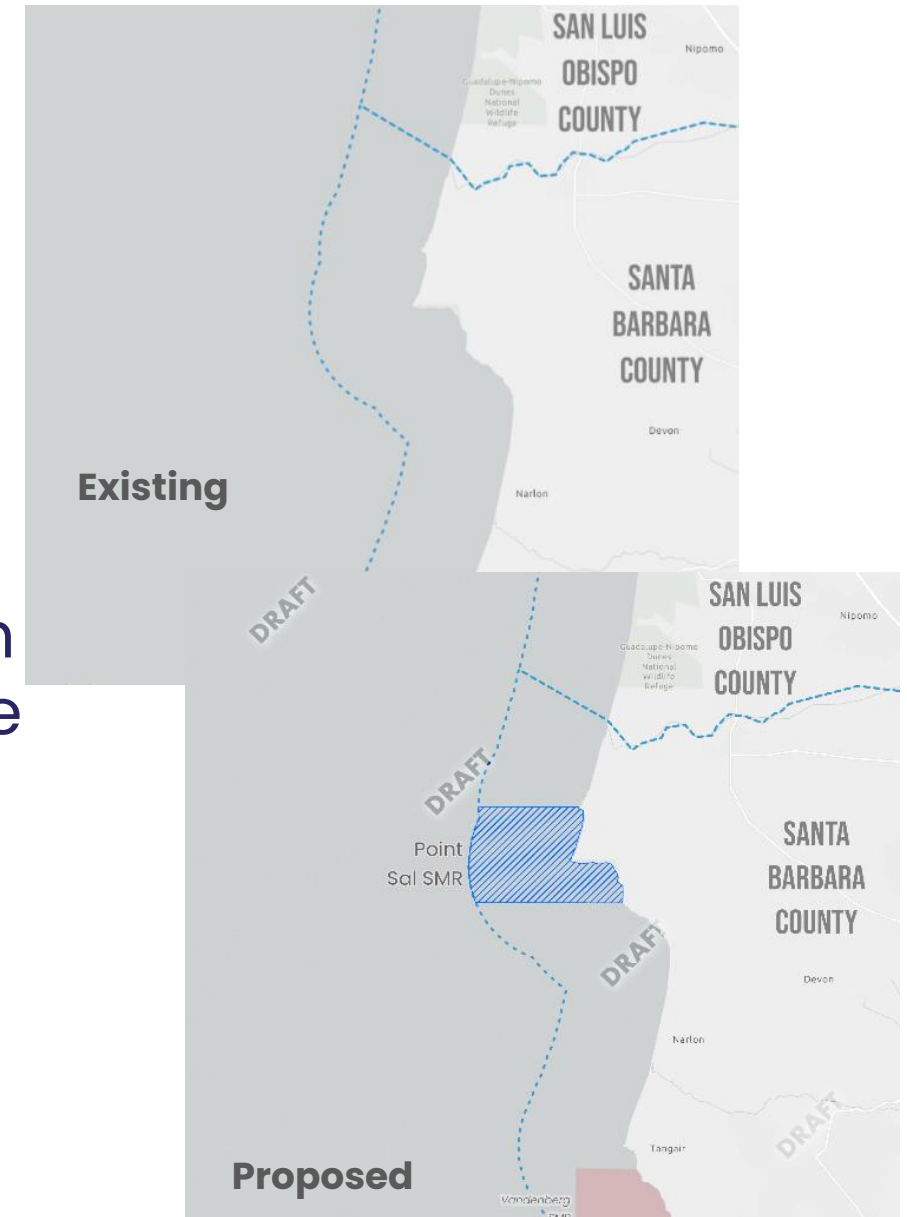 SAN LUIS
OBISPO
COUNTY
Nipomo
Guadalupe-Nipomo
Dunes
National
Wildlife
Refuge
SANTA
BARBARA
COUNTY
Devon
Existing
Narlon
DRAFT
n
e
SAN LUIS
OBISPO
COUNTY
Nipomo
Guadalupe-Nipomo
Dunes
National
Wildlife
Refuge
DRAFT
Point
Sal SMR
SANTA
BARBARA
COUNTY
DRAFT
Devon
Narlon
DRAFT
Tangair
Proposed
Vandenberg
SMR